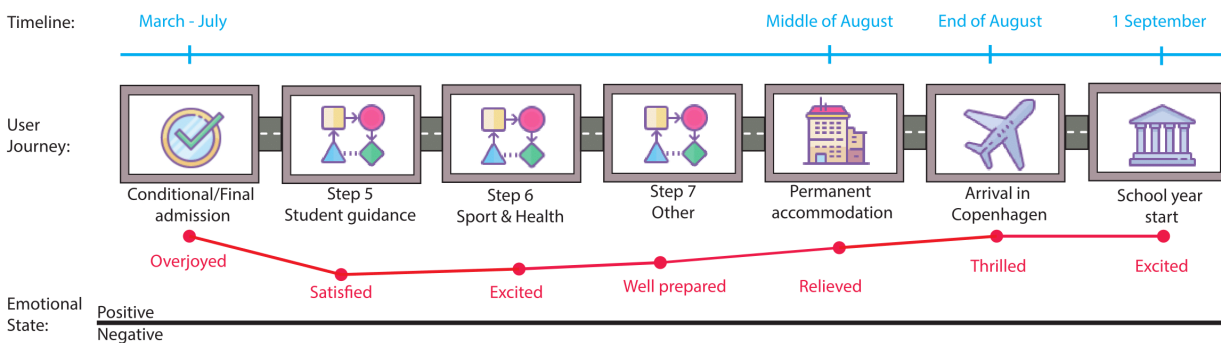 Timeline:
March - July
Middle of August
End of August
1 September
User
Journey:
Conditional/Final
admission
Step 5
Student guidance
Step 6
Sport & Health
Step 7
Other
Permanent
accommodation
Arrival in
Copenhagen
School year
start
Overjoyed
Satisfied
Excited
Well prepared
Relieved
Thrilled
Excited
Emotional
State:
Positive
Negative